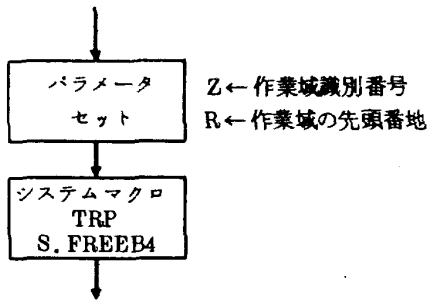 パラメータ
セット
Z←作業域識別番号
R←作業域の先頭番地
システムマクロ
TRP
S.FREEB4